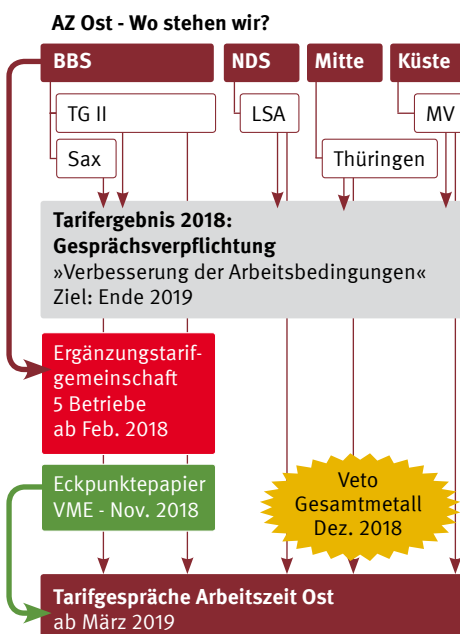 AZ Ost - Wo stehen wir?
BBS
NDS
Mitte
Küste
TG II
LSA
MV
Sax
Thüringen
Tarifergebnis 2018:
Gesprächsverpflichtung
»Verbesserung der Arbeitsbedingungen«
Ziel: Ende 2019
Ergänzungstarif-
gemeinschaft
5 Betriebe
ab Feb. 2018
Eckpunktepapier
VME - Nov. 2018
Veto
Gesamtmetall
Dez. 2018
Tarifgespräche Arbeitszeit Ost
ab März 2019